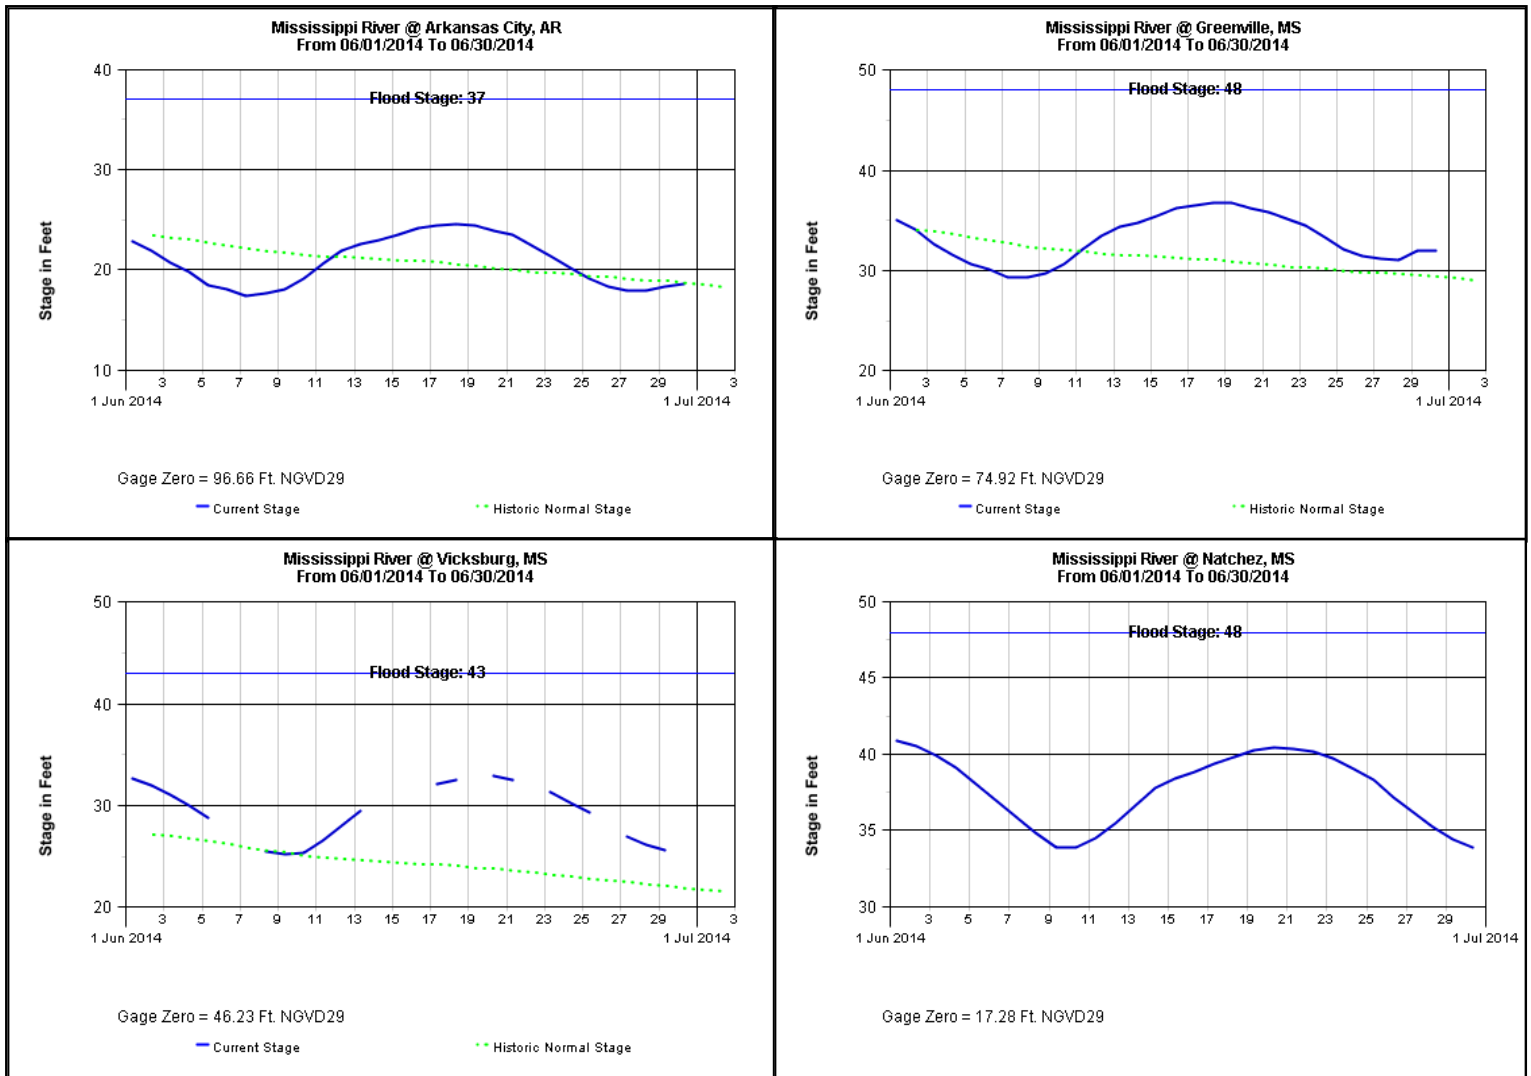 Mississippi River @ Arkansas City, AR
From 06/01/2014 To 06/30/2014
40
Flood Stage: 37
30
20
10
Stage in Feet
3 5 7 9 11 13 15 17 19 21 23 25 27 29 3
1 Jun 2014 1 Jul 2014
Gage Zero = 96.66 Ft. NGVD29
Current Stage Historic Normal Stage
Mississippi River @ Greenville, MS
From 06/01/2014 To 06/30/2014
50
Flood Stage: 48
40
30
20
Stage in Feet
3 5 7 9 11 13 15 17 19 21 23 25 27 29 3
1 Jun 2014 1 Jul 2014
Gage Zero = 74.92 Ft. NGVD29
Current Stage Historic Normal Stage
Mississippi River @ Vicksburg, MS
From 06/01/2014 To 06/30/2014
50
Flood Stage: 43
40
30
20
Stage in Feet
3 5 7 9 11 13 15 17 19 21 23 25 27 29 3
1 Jun 2014 1 Jul 2014
Gage Zero = 46.23 Ft. NGVD29
Current Stage Historic Normal Stage
Mississippi River @ Natchez, MS
From 06/01/2014 To 06/30/2014
50
Flood Stage: 48
45
40
35
30
Stage in Feet
3 5 7 9 11 13 15 17 19 21 23 25 27 29
1 Jun 2014 1 Jul 2014
Gage Zero = 17.28 Ft. NGVD29